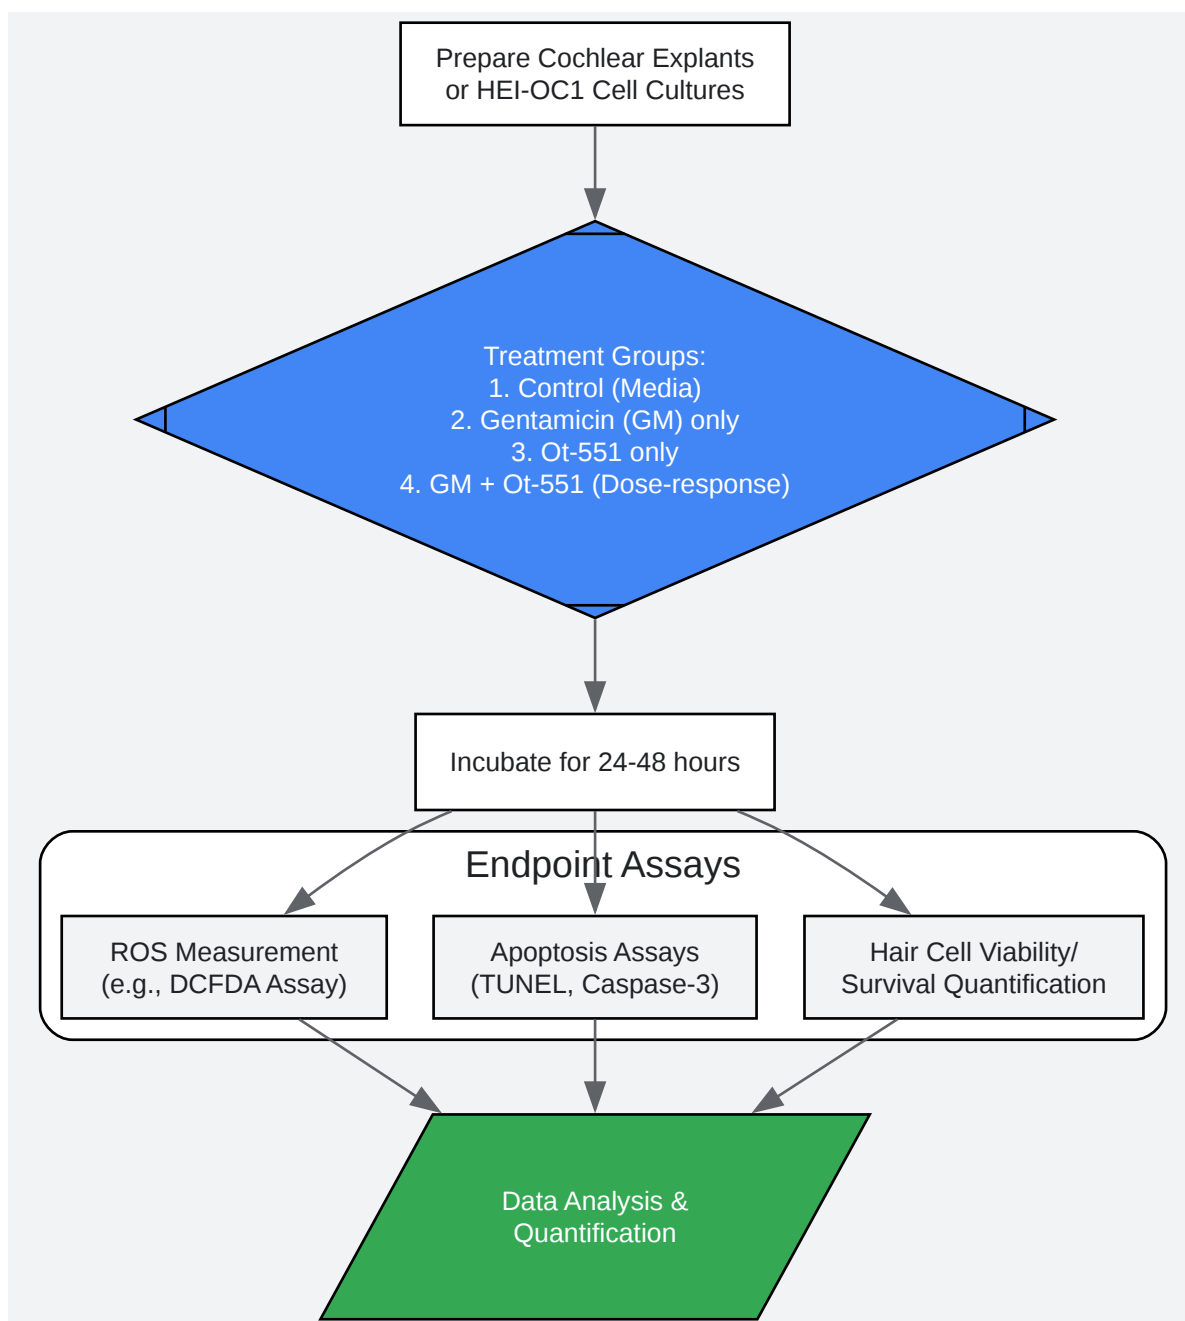 Prepare Cochlear Explants
or HEI-OC1 Cell Cultures
Treatment Groups:
1. Control (Media)
2. Gentamicin (GM) only
3. Ot-551 only
4. GM + Ot-551 (Dose-response)
Incubate for 24-48 hours
Endpoint Assays
ROS Measurement
(e.g., DCFDA Assay)
Apoptosis Assays
(TUNEL, Caspase-3)
Hair Cell Viability/
Survival Quantification
Data Analysis &
Quantification